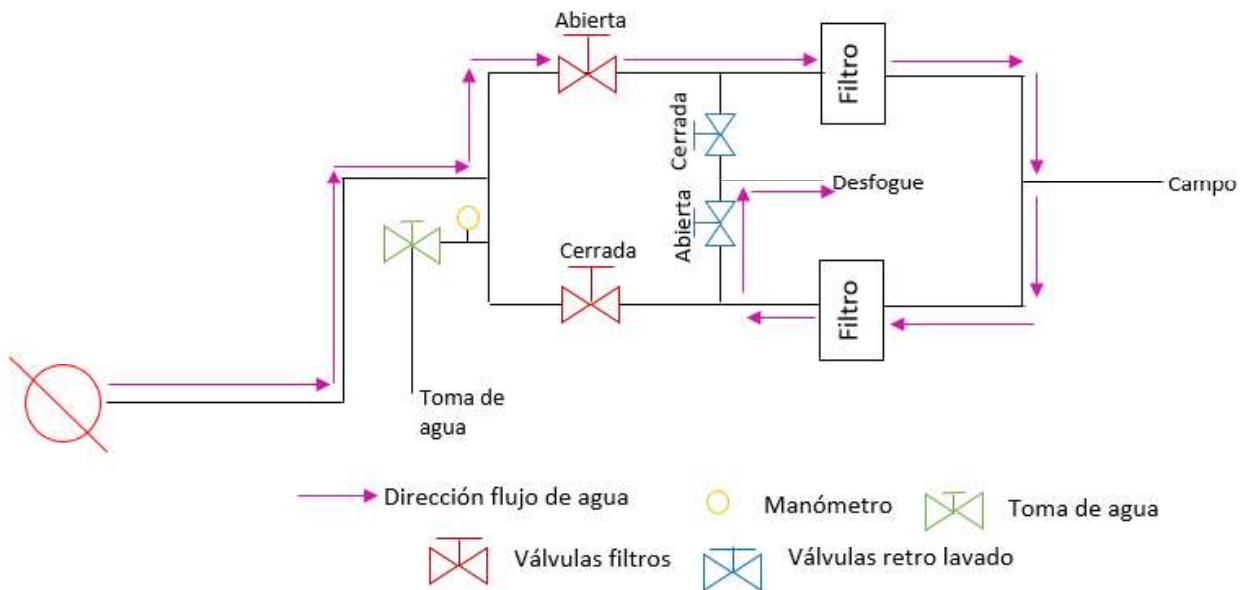 Abierta
Filtro
Cerrada
Desfogue
Campo
Abierta
Cerrada
Filtro
Toma de
agua
Dirección flujo de agua
Manómetro
Toma de agua
Válvulas filtros
Válvulas retro lavado